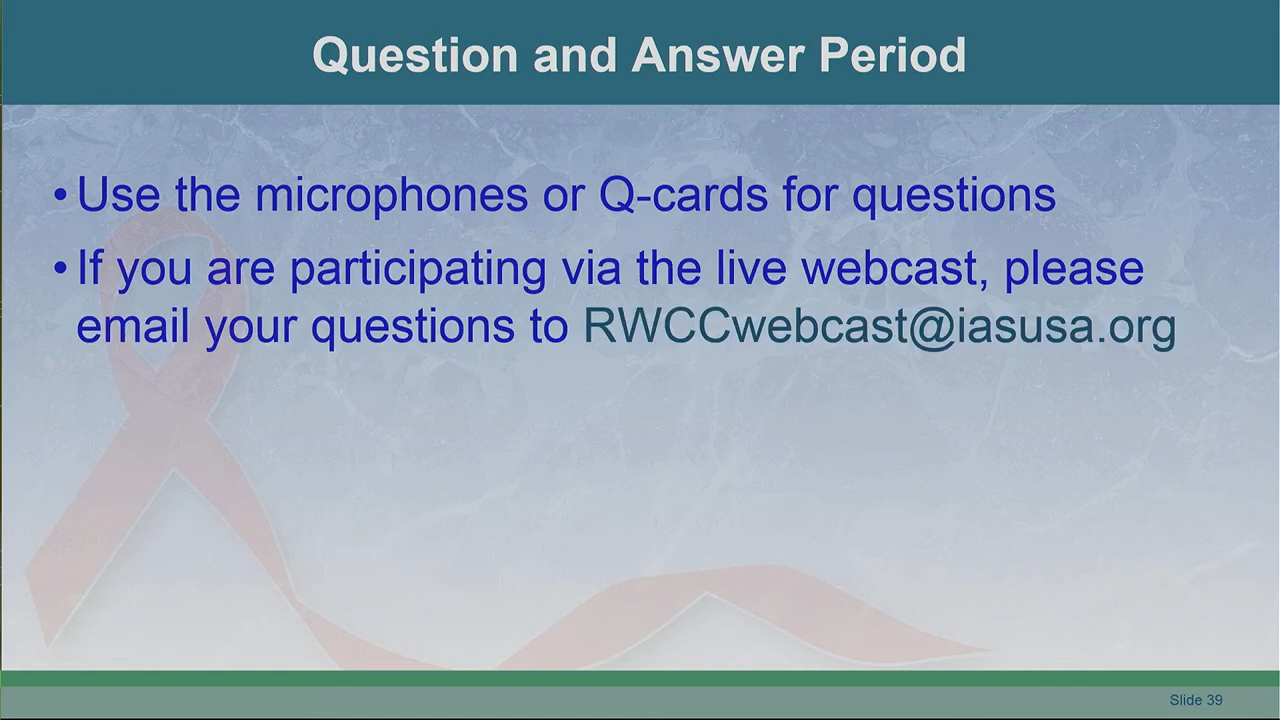 Question and Answer Period
• Use the microphones or Q-cards for questions
• If you are participating via the live webcast, please
email your questions to RWCCwebcast@iasusa.org
Slide 39